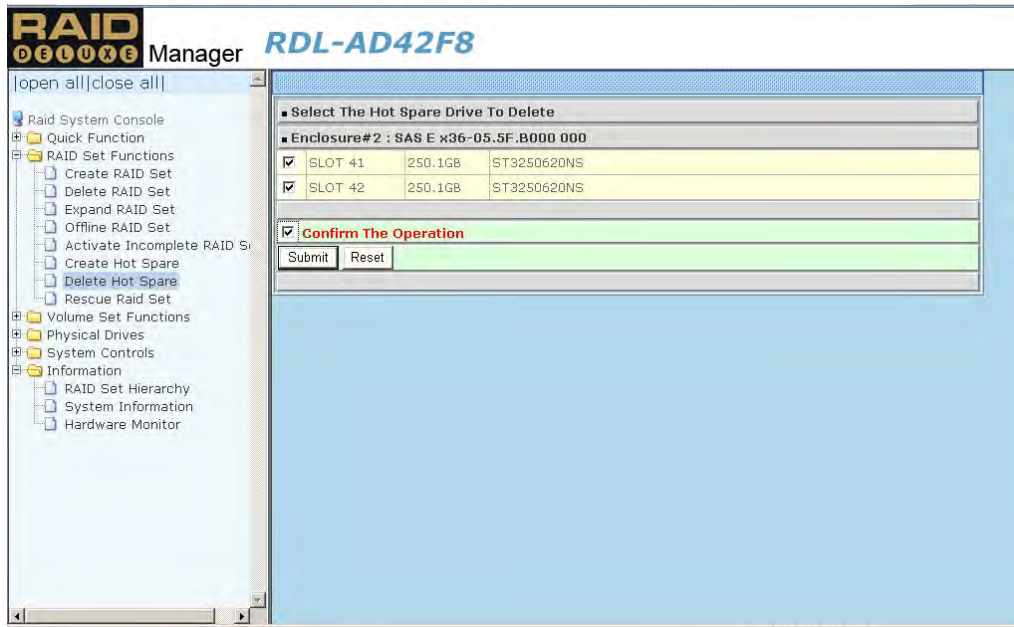 RAID
DELUXE Manager
RDL-AD42F8
|open all|close all|
Raid System Console
Quick Function
RAID Set Functions
Create RAID Set
Delete RAID Set
Expand RAID Set
Offline RAID Set
Activate Incomplete RAID Se
Create Hot Spare
Delete Hot Spare
Rescue Raid Set
Volume Set Functions
Physical Drives
System Controls
Information
RAID Set Hierarchy
System Information
Hardware Monitor
Select The Hot Spare Drive To Delete
Enclosure#2 : SAS E x36-05.5F.B000 000
SLOT 41 250.1GB ST3250620NS
SLOT 42 250.1GB ST3250620NS
Confirm The Operation
Submit Reset